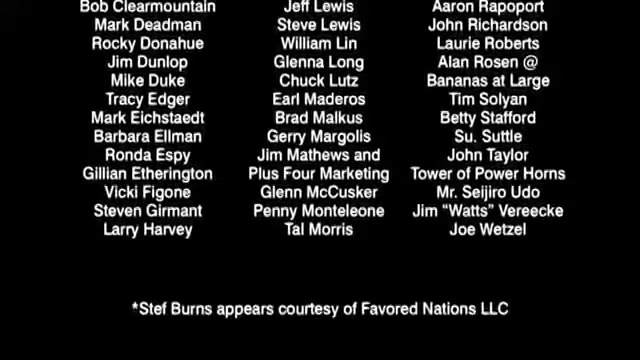 Bob Clearmountain
Mark Deadman
Rocky Donahue
Jim Dunlop
Mike Duke
Tracy Edger
Mark Eichstaedt
Barbara Ellman
Ronda Espy
Gillian Etherington
Vicki Figone
Steven Girmant
Larry Harvey
Jeff Lewis
Steve Lewis
William Lin
Glenna Long
Chuck Lutz
Earl Maderos
Brad Malkus
Gerry Margolis
Jim Mathews and
Plus Four Marketing
Glenn McCusker
Penny Monteleone
Tal Morris
Aaron Rapoport
John Richardson
Laurie Roberts
Alan Rosen @
Bananas at Large
Tim Solyan
Betty Stafford
Su. Suttle
John Taylor
Tower of Power Horns
Mr. Seijiro Udo
Jim “Watts” Vereecke
Joe Wetzel
*Stef Burns appears courtesy of Favored Nations LLC